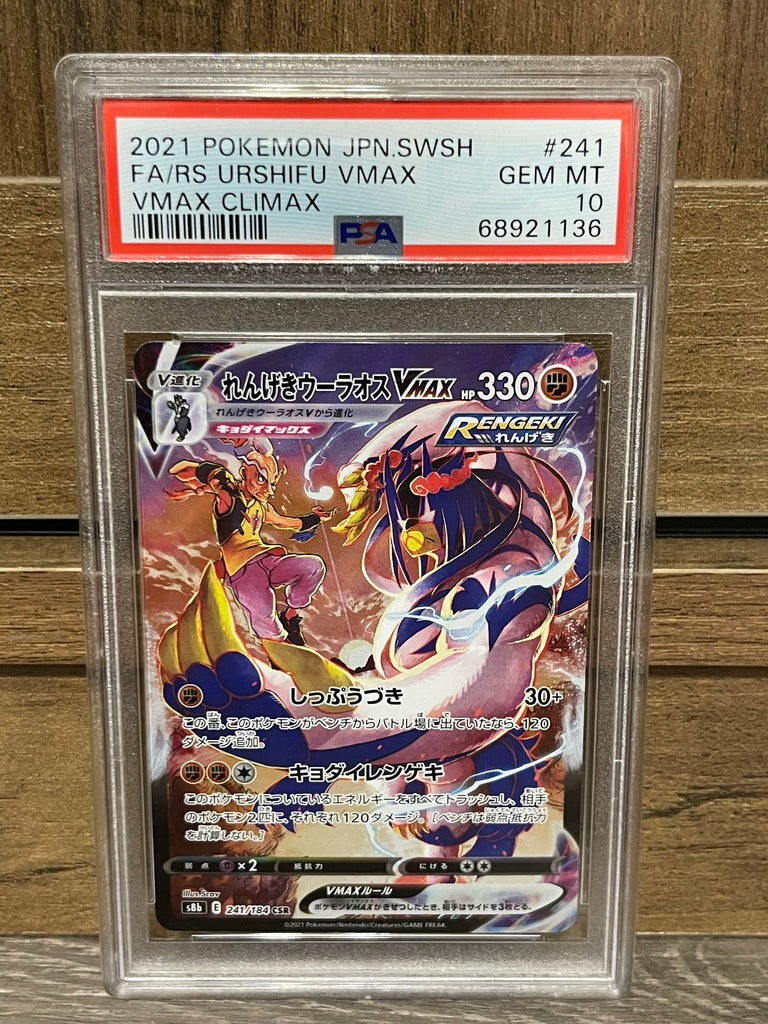 2021 POKEMON JPN.SWSH #241
FA/RS URSHIFU VMAX GEM MT
VMAX CLIMAX 10
PSA 68921136
V進化 れんげきウーラオス VMAX HP 330
れんげきウーラオスVから進化
キョダイマックス
RENGEKI
れんげき
しっぷうづき 30+
この番、このポケモンがベンチからバトル場に出ていたなら、120
ダメージ追加。
キョダイレンゲキ
このポケモンについているエネルギーをすべてトラッシュし、相手
のポケモン2匹に、それぞれ120ダメージ。[ベンチは弱点・抵抗力
を計算しない。]
弱点 ×2 抵抗力 にげる
Illus. Scav
VMAXルール
ポケモンVMAXがきぜつしたとき、相手はサイドを3枚とる。
s8b E 241/184 CSR
©2021 Pokémon/Nintendo/Creatures/GAME FREAK